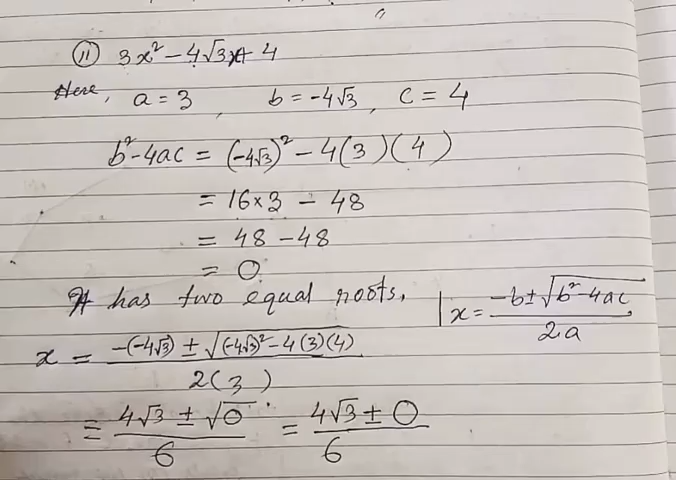 (ii) 3x² - 4√3x + 4
Here, a = 3, b = -4√3, c = 4
b² - 4ac = (-4√3)² - 4(3)(4)
= 16×3 - 48
= 48 - 48
= 0
It has two equal roots. | x = (-b ± √(b² - 4ac)) / 2a
x = (-(-4√3) ± √((-4√3)² - 4(3)(4))) / 2(3)
= (4√3 ± √0) / 6 = (4√3 ± 0) / 6